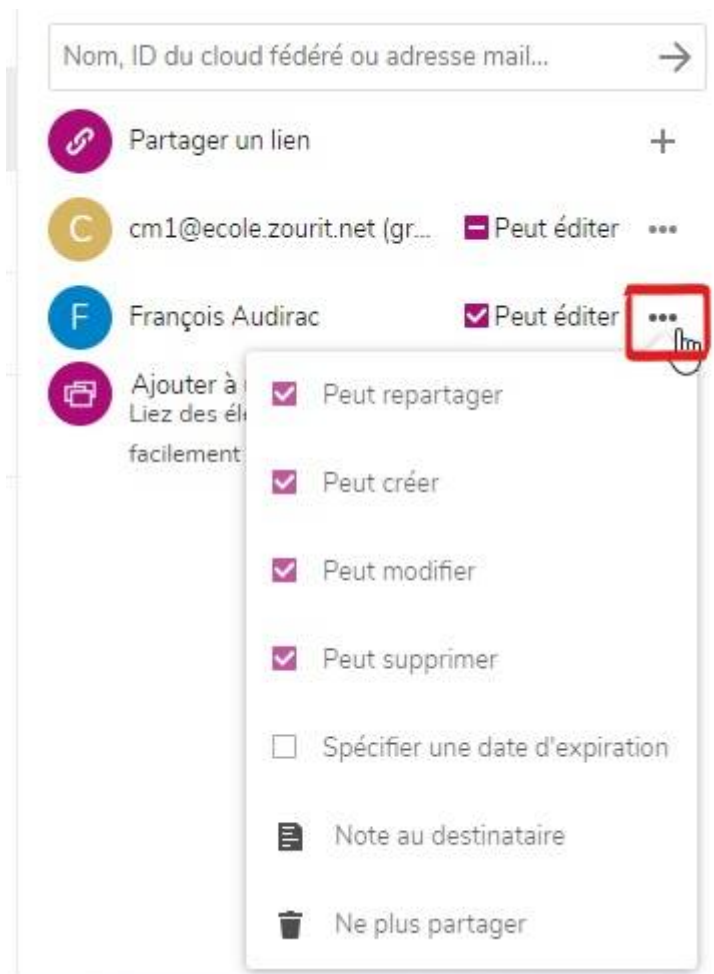 Nom, ID du cloud fédéré ou adresse mail...
Partager un lien
C cm1@ecole.zourit.net (gr... Peut éditer
F François Audirac Peut éditer
Ajouter à
Liez des élé
facilement
Peut repartager
Peut créer
Peut modifier
Peut supprimer
Spécifier une date d'expiration
Note au destinataire
Ne plus partager